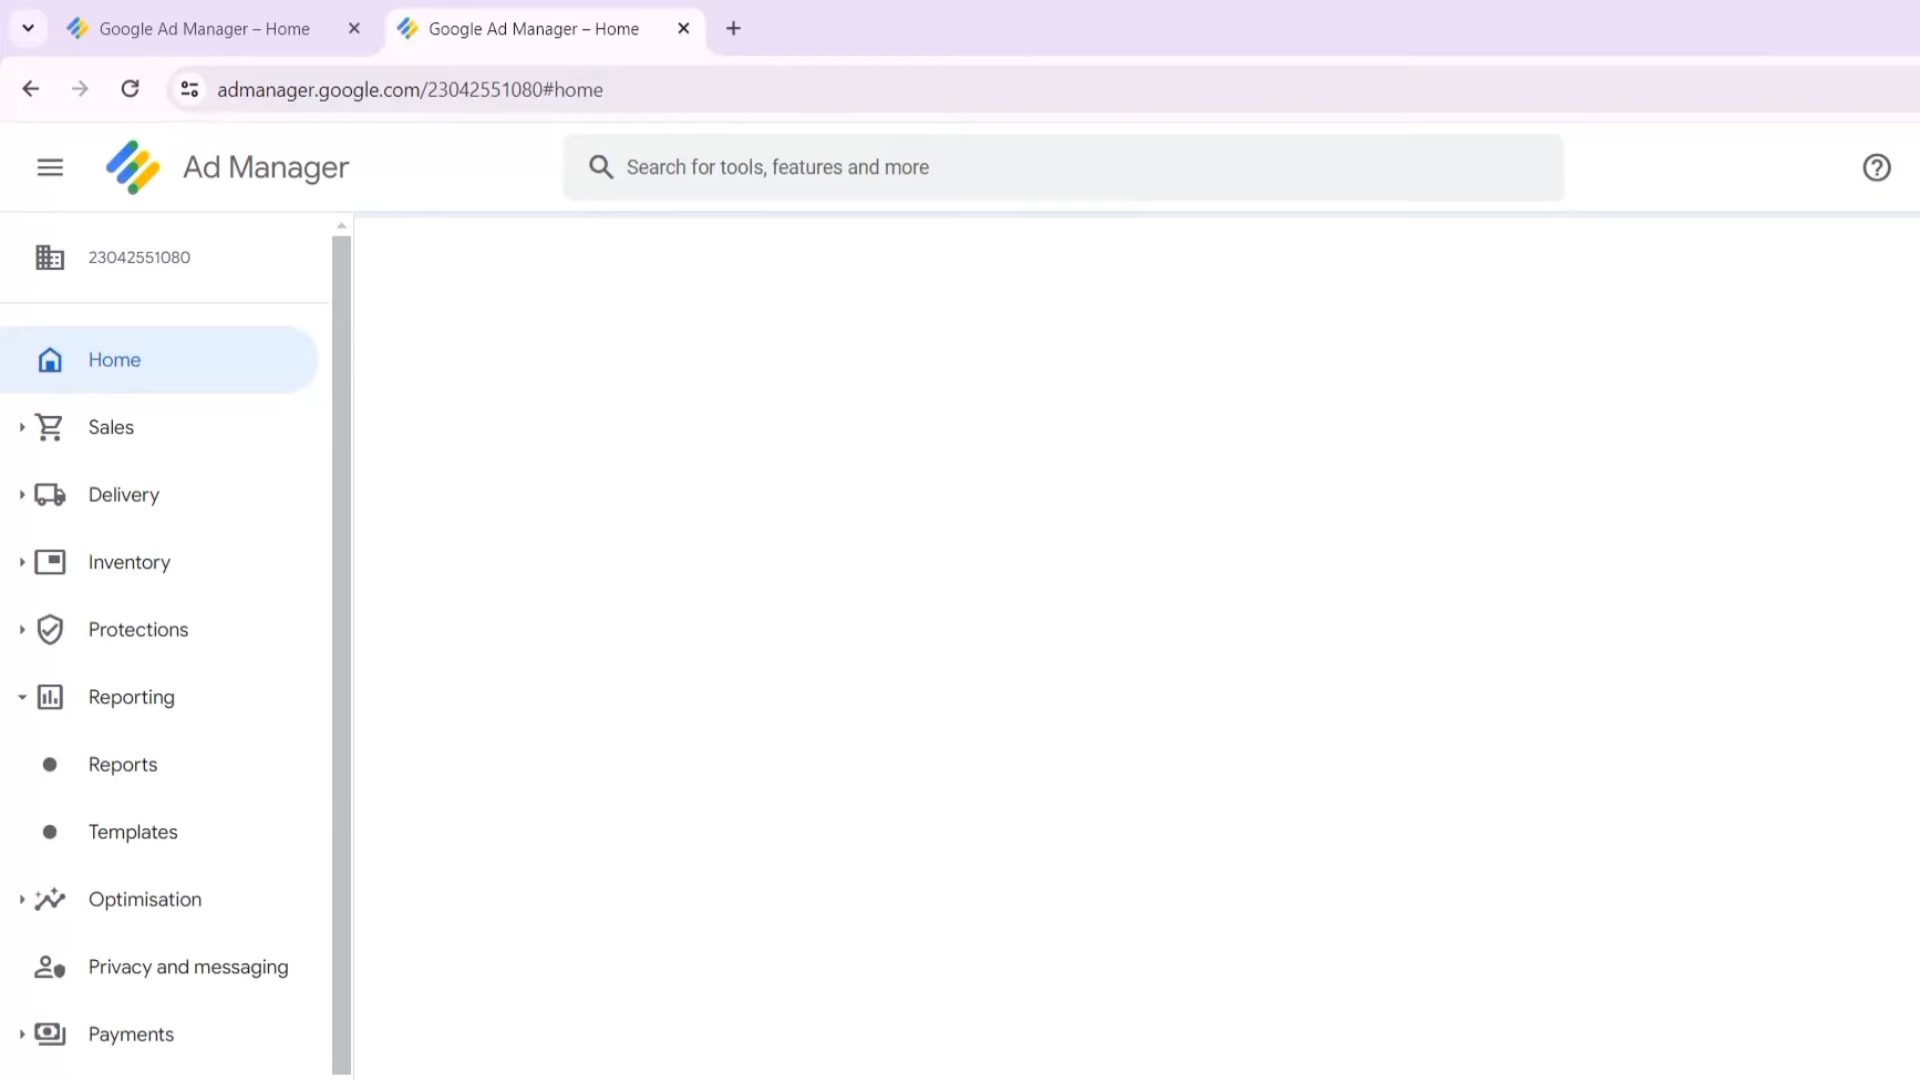 Google Ad Manager – Home
Google Ad Manager – Home
admanager.google.com/23042551080#home
Ad Manager
Search for tools, features and more
23042551080
Home
Sales
Delivery
Inventory
Protections
Reporting
Reports
Templates
Optimisation
Privacy and messaging
Payments